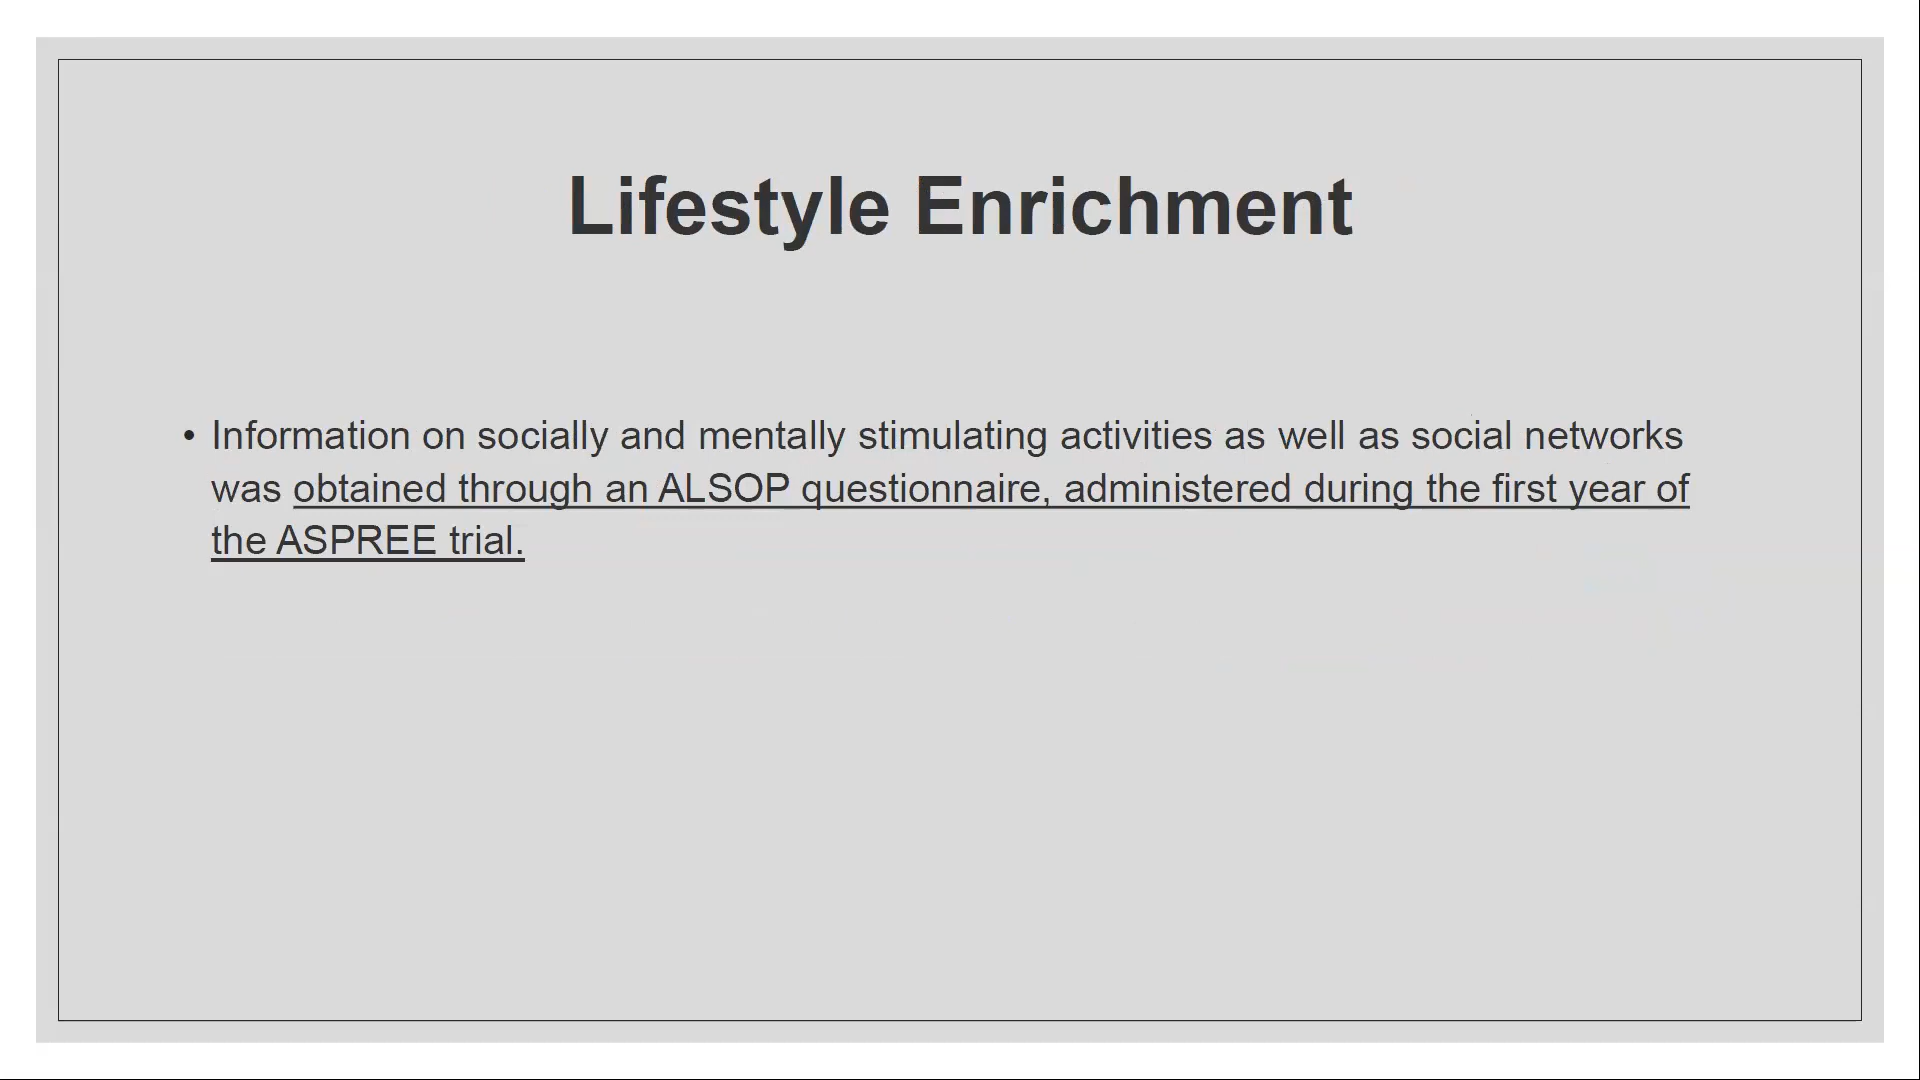 Lifestyle Enrichment
• Information on socially and mentally stimulating activities as well as social networks
was obtained through an ALSOP questionnaire, administered during the first year of
the ASPREE trial.